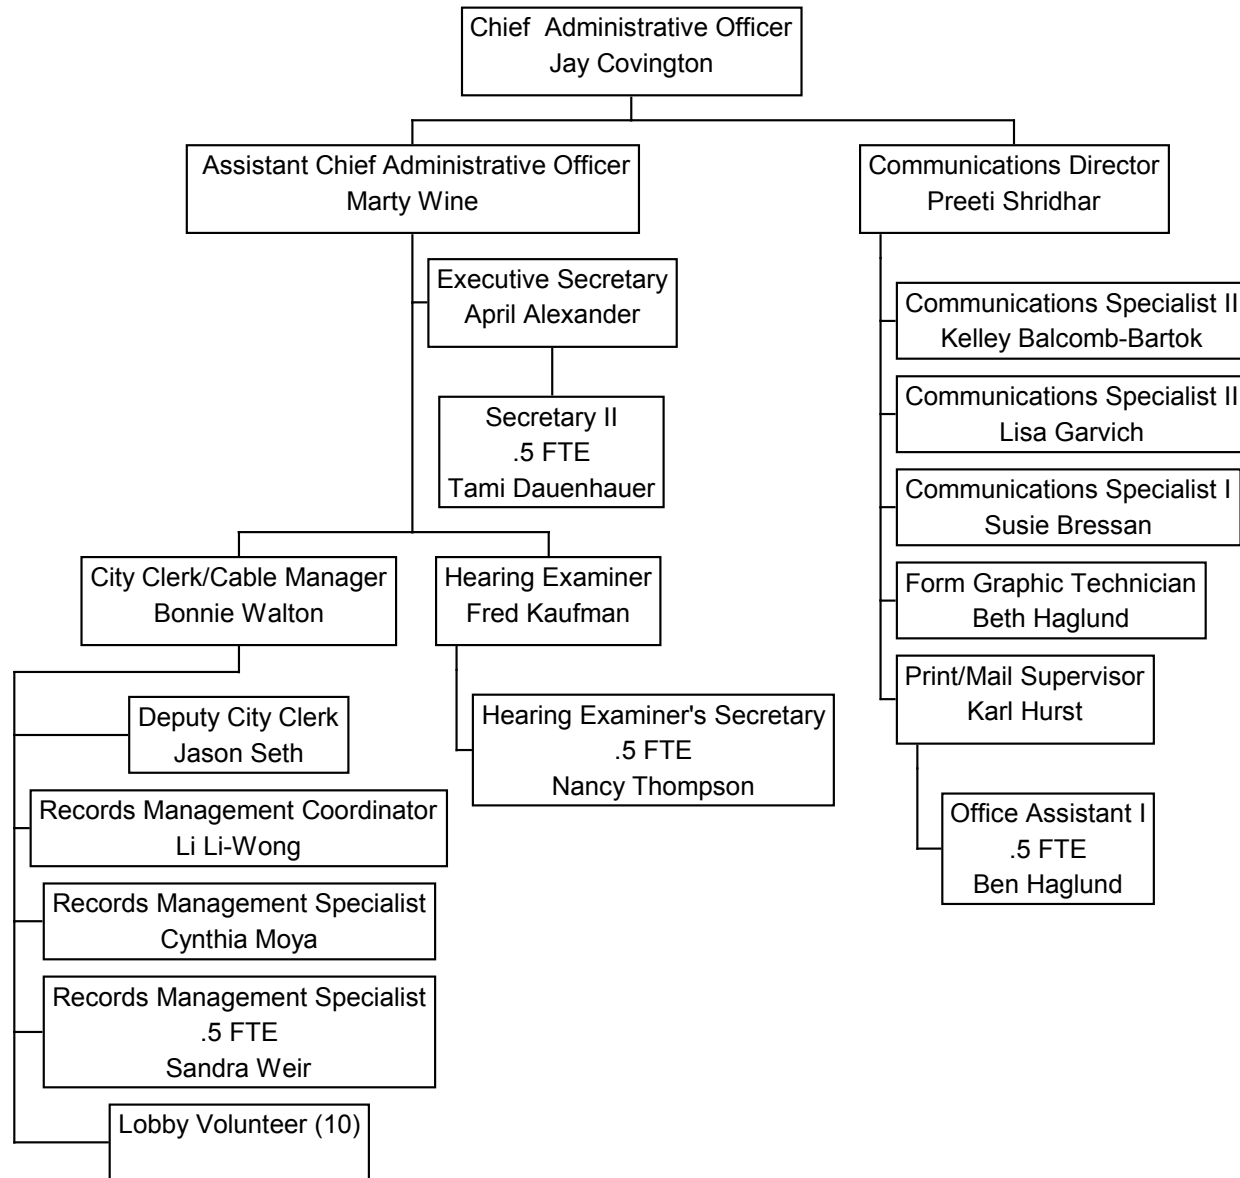 Chief  Administrative Officer
Jay Covington
Assistant Chief Administrative Officer
Marty Wine
Communications Director
Preeti Shridhar
Executive Secretary
April Alexander
Secretary II
.5 FTE
Tami Dauenhauer
City Clerk/Cable Manager
Bonnie Walton
Hearing Examiner
Fred Kaufman
Deputy City Clerk
Jason Seth
Records Management Coordinator
Li Li-Wong
Records Management Specialist
Cynthia Moya
Records Management Specialist
.5 FTE
Sandra Weir
Lobby Volunteer (10)
Hearing Examiner's Secretary
.5 FTE
Nancy Thompson
Communications Specialist II
Kelley Balcomb-Bartok
Communications Specialist II
Lisa Garvich
Communications Specialist I
Susie Bressan
Form Graphic Technician
Beth Haglund
Print/Mail Supervisor
Karl Hurst
Office Assistant I
.5 FTE
Ben Haglund